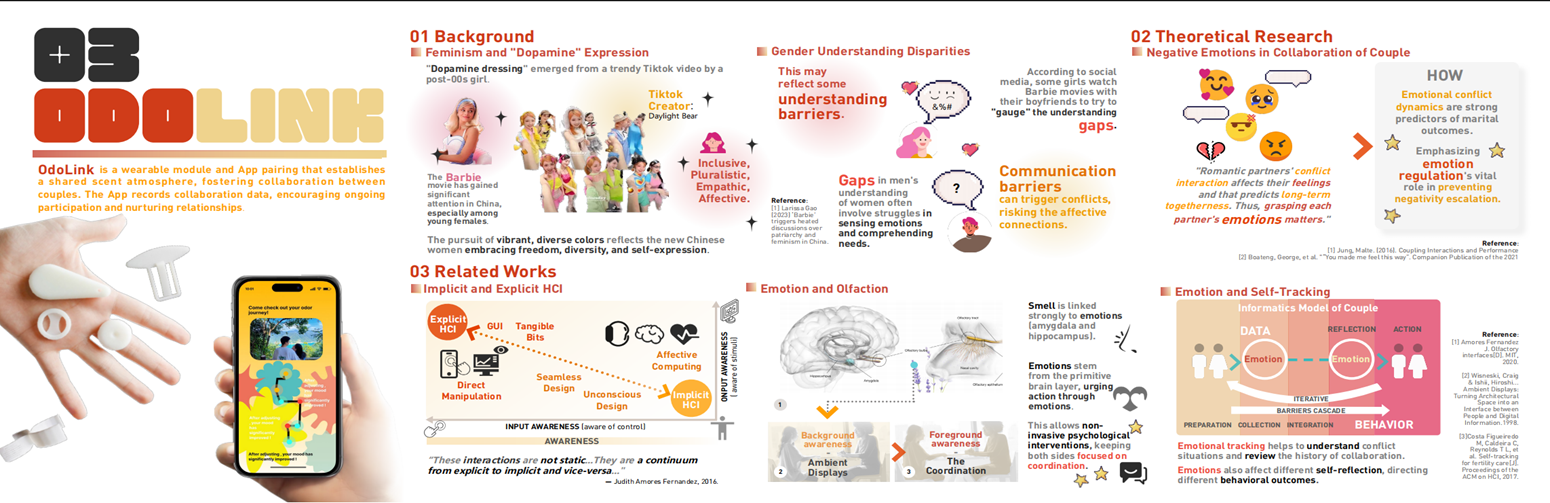 03
ODOLINK
OdoLink is a wearable module and App pairing that establishes
a shared scent atmosphere, fostering collaboration between
couples. The App records collaboration data, encouraging ongoing
participation and nurturing relationships.
Come check out your odor
journey!
After adjusting, your mood has
significantly improved!
01 Background
Feminism and "Dopamine" Expression
"Dopamine dressing" emerged from a trendy Tiktok video by a
post-00s girl.
Tiktok
Creator:
Daylight Bear
The Barbie
movie has gained
significant
attention in China,
especially among
young females.
Inclusive,
Pluralistic,
Empathic,
Affective.
The pursuit of vibrant, diverse colors reflects the new Chinese
women embracing freedom, diversity, and self-expression.
Gender Understanding Disparities
This may
reflect some
understanding
barriers.
&%#
According to social
media, some girls watch
Barbie movies with
their boyfriends to try to
"gauge" the understanding
gaps.
Reference:
[1] Larissa Gao
(2023) 'Barbie'
triggers heated
discussions over
patriarchy and
feminism in China.
Gaps in men's
understanding
of women often
involve struggles in
sensing emotions
and comprehending
needs.
?
Communication
barriers
can trigger conflicts,
risking the affective
connections.
02 Theoretical Research
Negative Emotions in Collaboration of Couple
"Romantic partners' conflict
interaction affects their feelings
and that predicts long-term
togetherness. Thus, grasping each
partner's emotions matters."
HOW
Emotional conflict
dynamics are strong
predictors of marital
outcomes.
Emphasizing
emotion
regulation's vital
role in preventing
negativity escalation.
Reference:
[1] Jung, Malte. (2016). Coupling Interactions and Performance
[2] Boateng, George, et al. ""You made me feel this way". Companion Publication of the 2021
03 Related Works
Implicit and Explicit HCI
Explicit
HCI
GUI
Tangible
Bits
Direct
Manipulation
Seamless
Design
Unconscious
Design
Affective
Computing
Implicit
HCI
ONPUT AWARENESS
( aware of stimuli)
INPUT AWARENESS (aware of control)
AWARENESS
"These interactions are not static...They are a continuum
from explicit to implicit and vice-versa..."
— Judith Amores Fernandez, 2016.
Emotion and Olfaction
1
Background
awareness
–
Ambient
Displays
2
Foreground
awareness
–
The
Coordination
3
Smell is linked
strongly to emotions
(amygdala and
hippocampus).
Emotions stem
from the primitive
brain layer, urging
action through
emotions.
This allows non-
invasive psychological
interventions, keeping
both sides focused on
coordination.
Emotion and Self-Tracking
Informatics Model of Couple
DATA
REFLECTION
ACTION
Emotion
Emotion
ITERATIVE
BARRIERS CASCADE
PREPARATION COLLECTION INTEGRATION
BEHAVIOR
Emotional tracking helps to understand conflict
situations and review the history of collaboration.
Emotions also affect different self-reflection, directing
different behavioral outcomes.
Reference:
[1] Amores Fernandez
J. Olfactory
interfaces[D]. MIT,
2020.
[2] Wisneski, Craig
& Ishii, Hiroshi...
Ambient Displays:
Turning Architectural
Space into an
Interface between
People and Digital
Information. 1998.
[3]Costa Figueiredo
M, Caldeira C,
Reynolds T L, et
al. Self-tracking
for fertility care[J].
Proceedings of the
ACM on HCI, 2017.